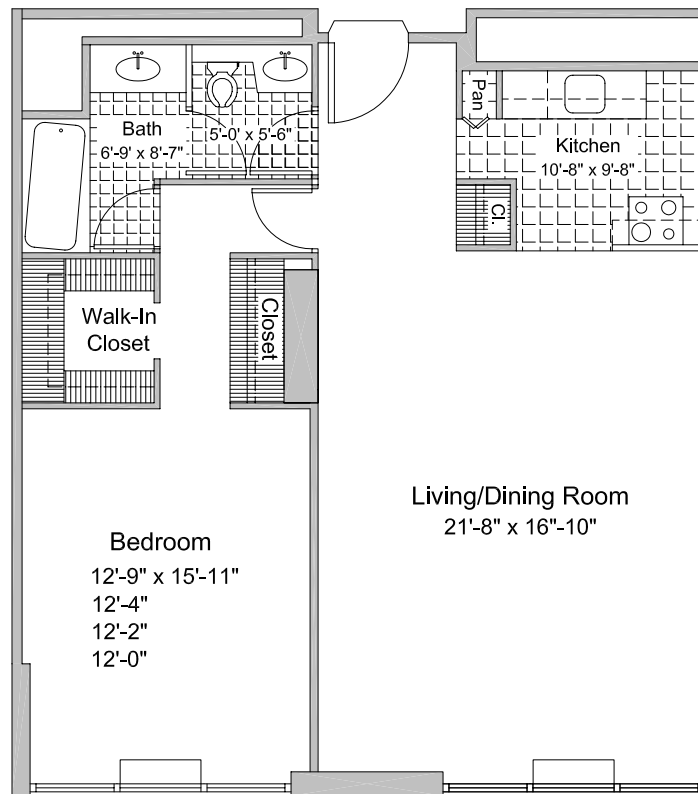 Bath
6'-9" x 8'-7"
5'-0' x 5'-6"
Pan
Kitchen
10'-8" x 9'-8"
Cl.
Walk-In
Closet
Closet
Living/Dining Room
21'-8" x 16"-10"
Bedroom
12'-9" x 15'-11"
12'-4"
12'-2"
12'-0"